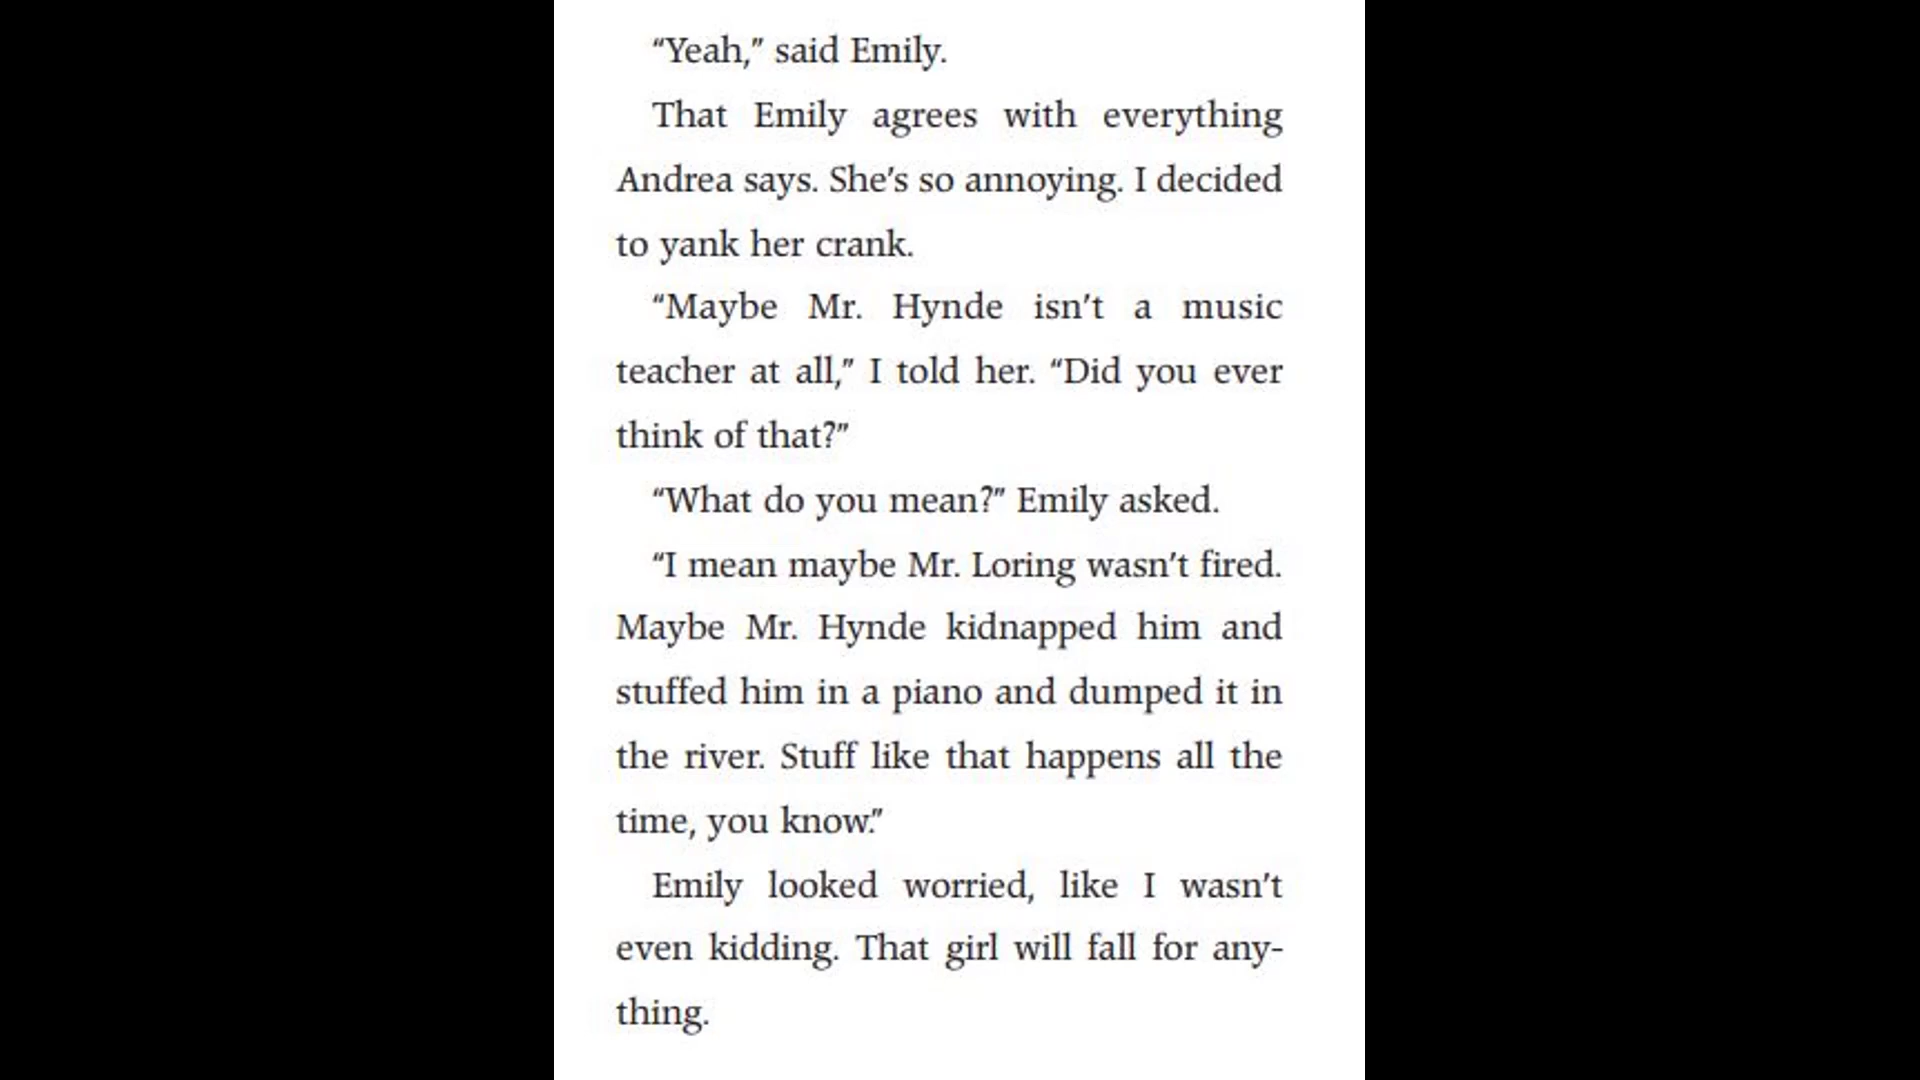 “Yeah,” said Emily.
That Emily agrees with everything
Andrea says. She’s so annoying. I decided
to yank her crank.
“Maybe Mr. Hynde isn’t a music
teacher at all,” I told her. “Did you ever
think of that?”
“What do you mean?” Emily asked.
“I mean maybe Mr. Loring wasn’t fired.
Maybe Mr. Hynde kidnapped him and
stuffed him in a piano and dumped it in
the river. Stuff like that happens all the
time, you know.”
Emily looked worried, like I wasn’t
even kidding. That girl will fall for any-
thing.